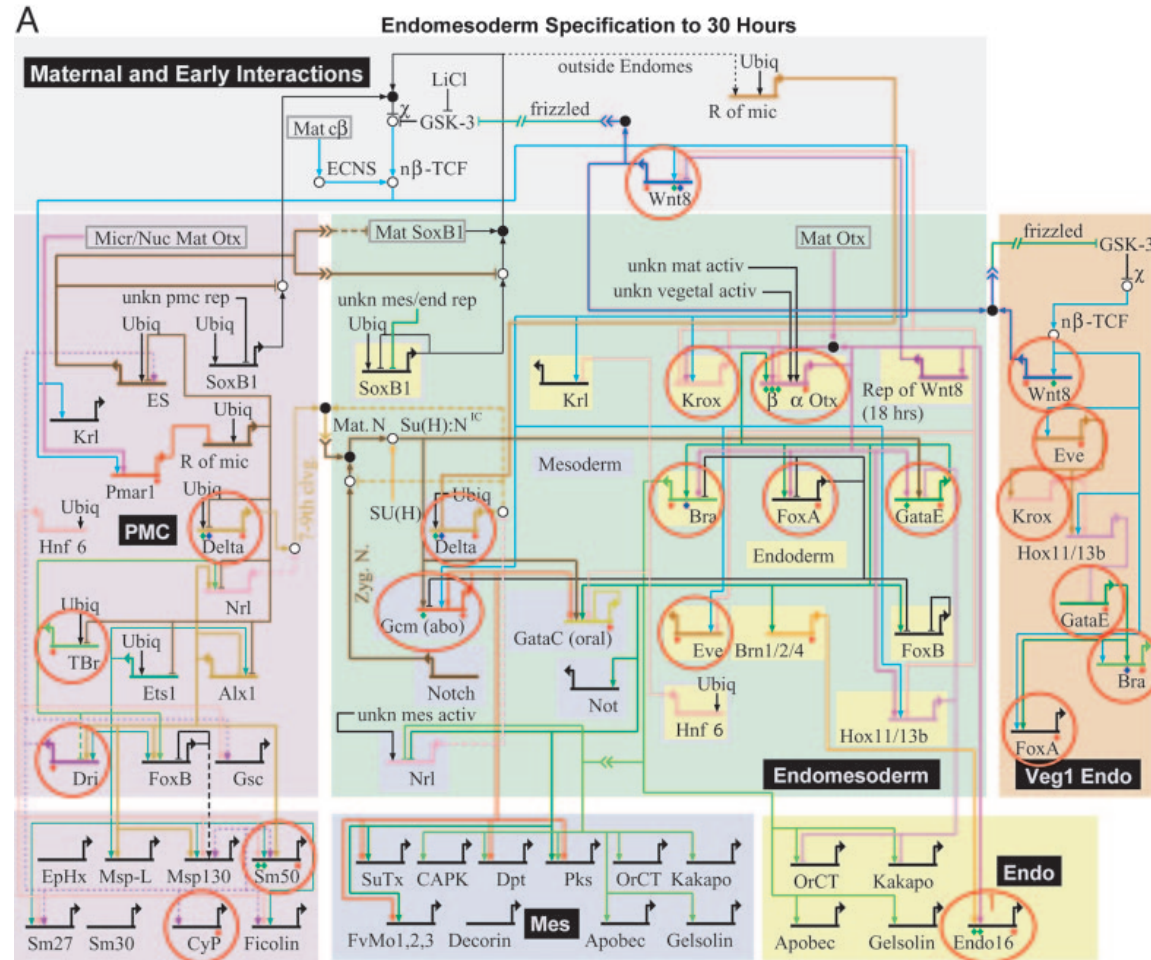 A
Endomesoderm Specification to 30 Hours
Maternal and Early Interactions
LiCl
outside Endomes
Ubiq
χ
GSK-3
frizzled
R of mic
Mat cβ
ECNS
nβ-TCF
Wnt8
Micr/Nuc Mat Otx
Mat SoxB1
Mat Otx
frizzled
GSK-3
χ
unkn pmc rep
Ubiq
Ubiq
unkn mes/end rep
Ubiq
unkn mat activ
unkn vegetal activ
nβ-TCF
SoxB1
ES
SoxB1
Krl
Krox
β α Otx
Rep of Wnt8
(18 hrs)
Wnt8
Krl
Ubiq
R of mic
Mat. N
Su(H):N
IC
Mesoderm
Eve
Pmar1
Ubiq
7-9th clvg.
SU(H)
Ubiq
Bra
FoxA
GataE
Krox
Ubiq
Hnf 6
PMC
Delta
Delta
Endoderm
Hox11/13b
Nrl
Zyg. N.
Gcm (abo)
GataC (oral)
GataE
Ubiq
TBr
Ubiq
Ets1
Alx1
Notch
Not
Eve
Brn1/2/4
FoxB
Bra
Ubiq
Hnf 6
unkn mes activ
Hox11/13b
Dri
FoxB
Gsc
Nrl
Endomesoderm
FoxA
Veg1 Endo
EpHx
Msp-L
Msp130
Sm50
SuTx
CAPK
Dpt
Pks
OrCT
Kakapo
OrCT
Kakapo
Endo
Sm27
Sm30
CyP
Ficolin
FvMo1,2,3
Decorin
Mes
Apobec
Gelsolin
Apobec
Gelsolin
Endo16